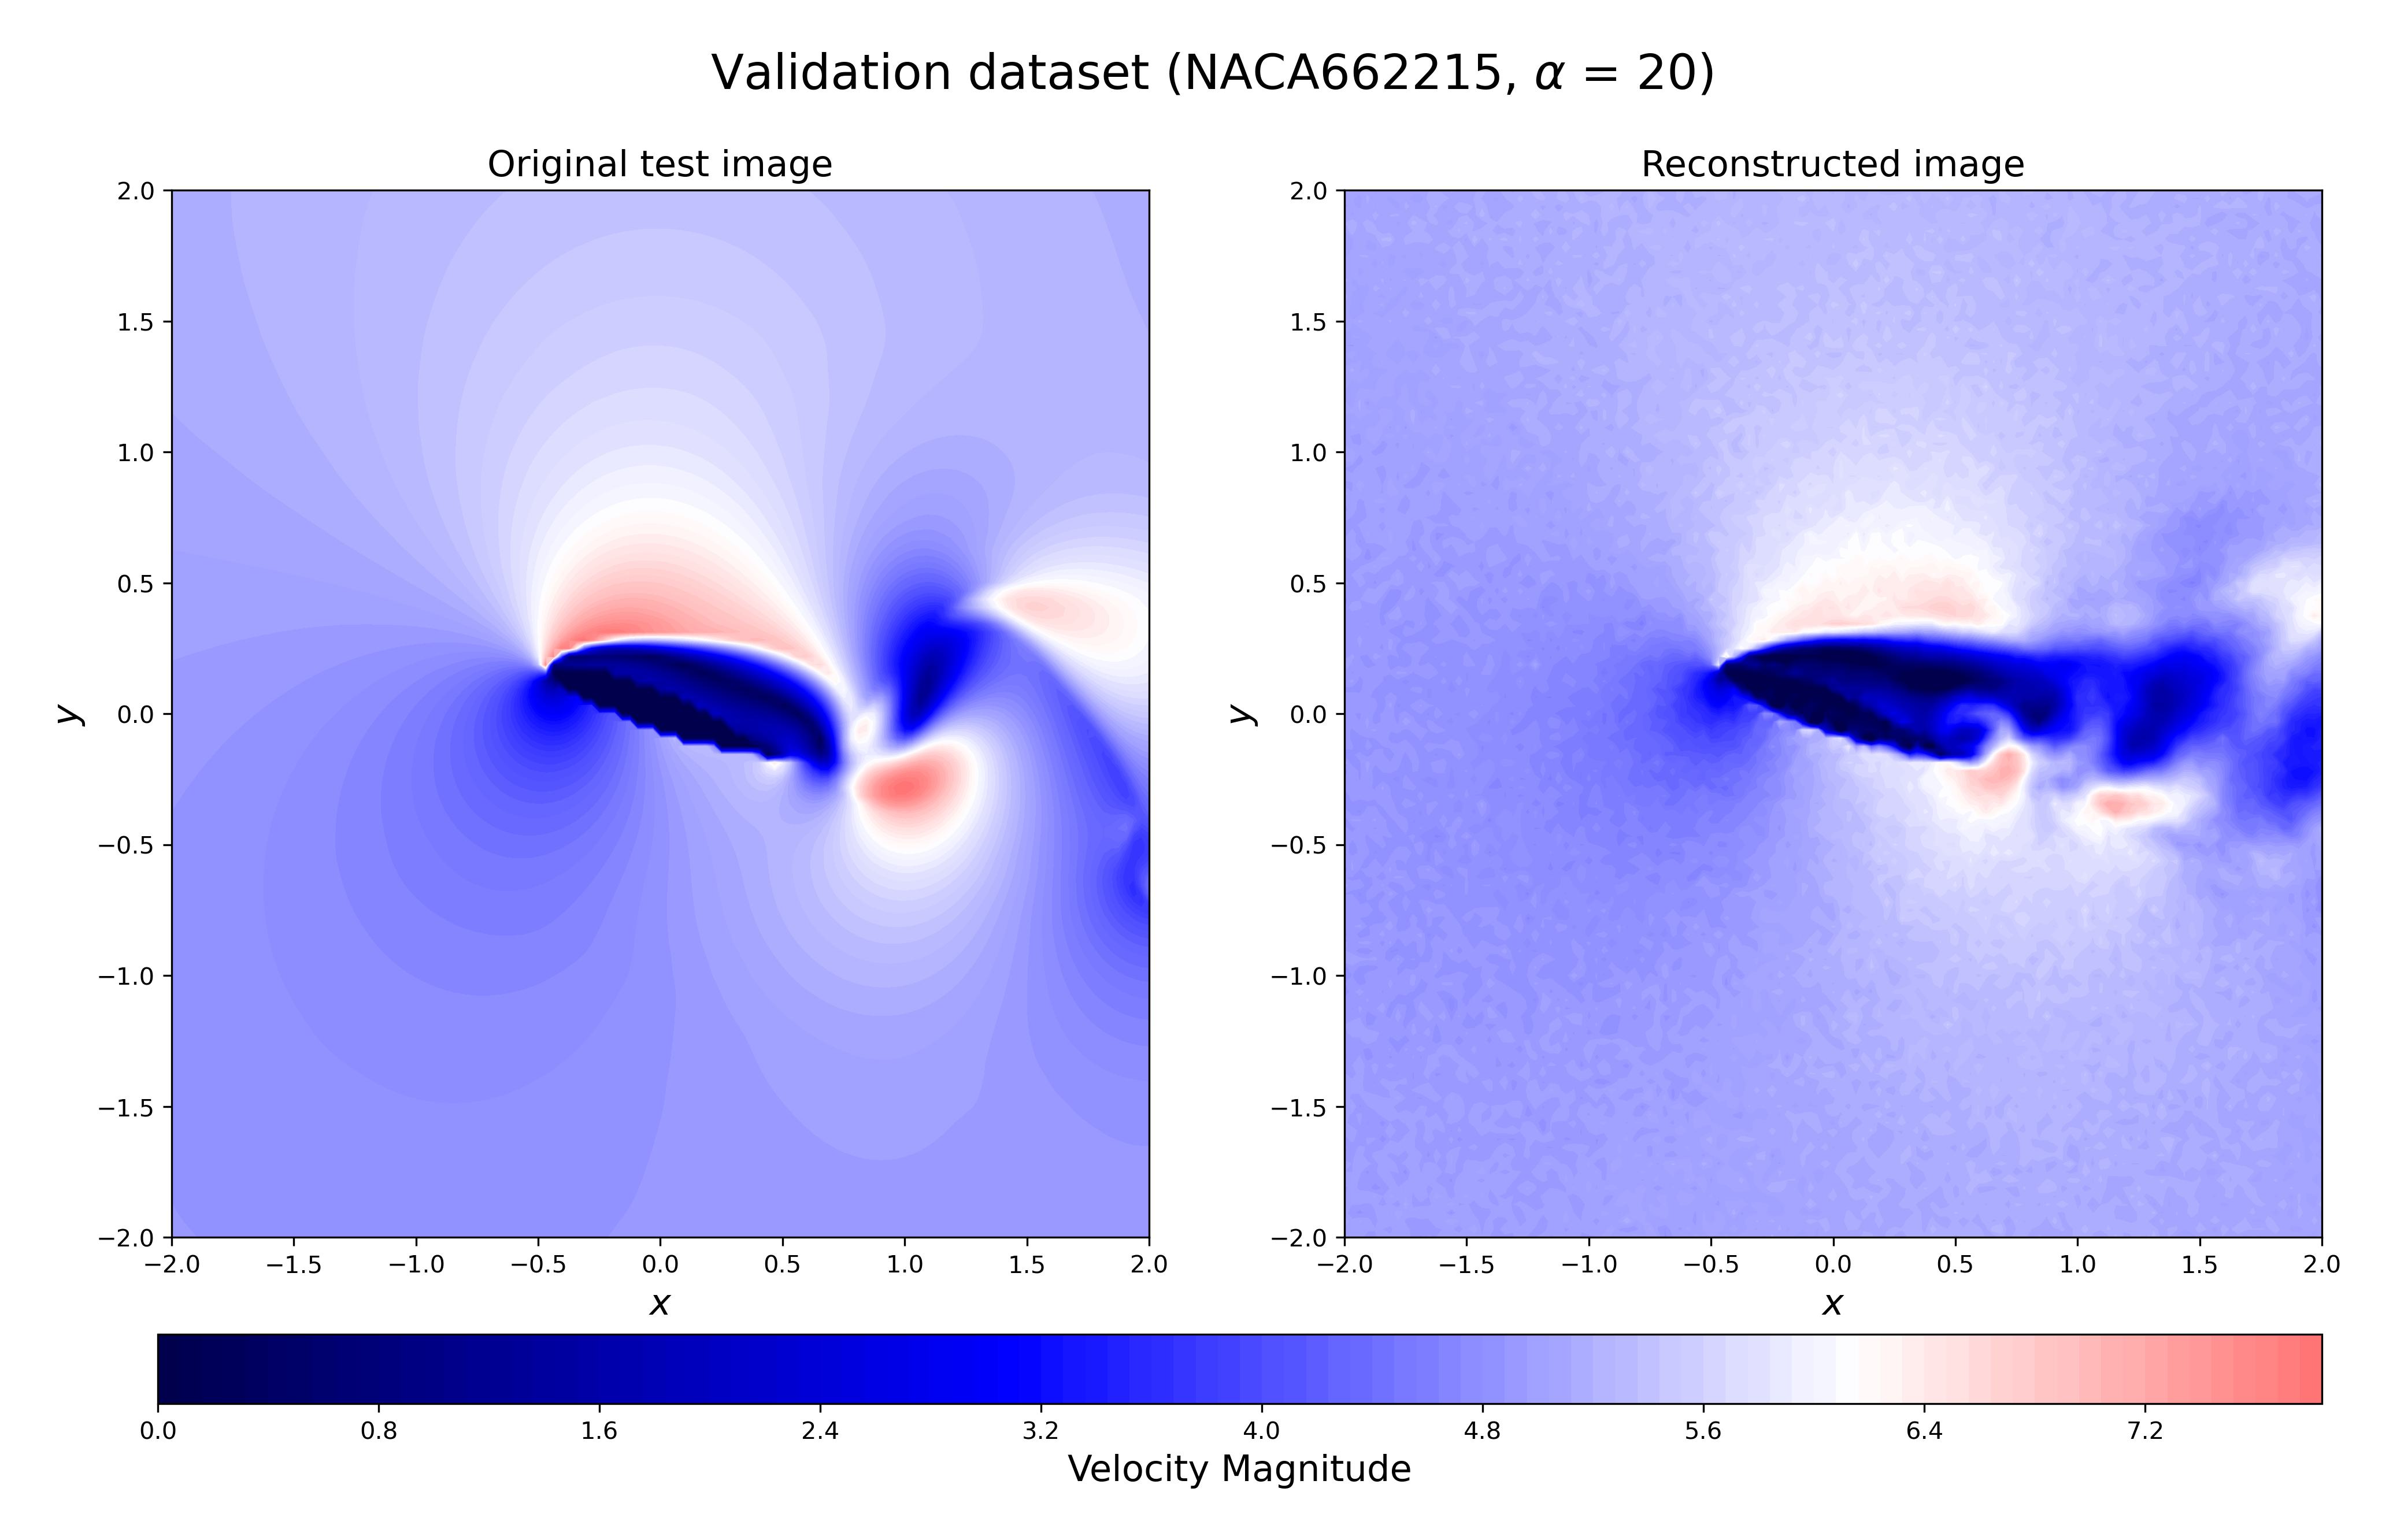 Validation dataset (NACA662215, α = 20)
Original test image
2.0
1.5
1.0
0.5
0.0
−0.5
−1.0
−1.5
−2.0
y
−2.0 −1.5 −1.0 −0.5 0.0 0.5 1.0 1.5 2.0
x
Reconstructed image
2.0
1.5
1.0
0.5
0.0
−0.5
−1.0
−1.5
−2.0
y
−2.0 −1.5 −1.0 −0.5 0.0 0.5 1.0 1.5 2.0
x
0.0 0.8 1.6 2.4 3.2 4.0 4.8 5.6 6.4 7.2
Velocity Magnitude